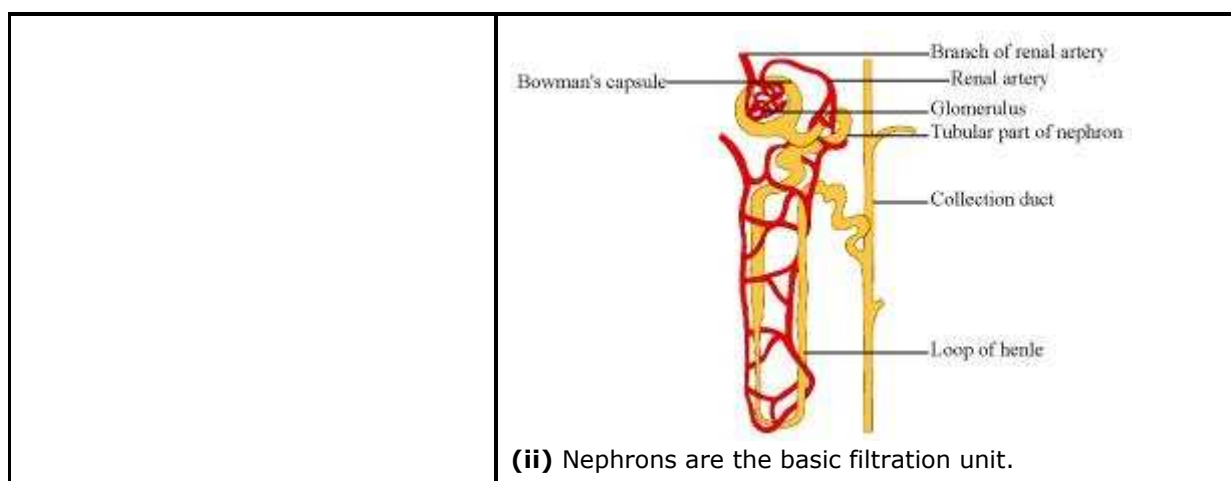 Branch of renal artery
Bowman's capsule
Renal artery
Glomerulus
Tubular part of nephron
Collection duct
Loop of henle
(ii) Nephrons are the basic filtration unit.